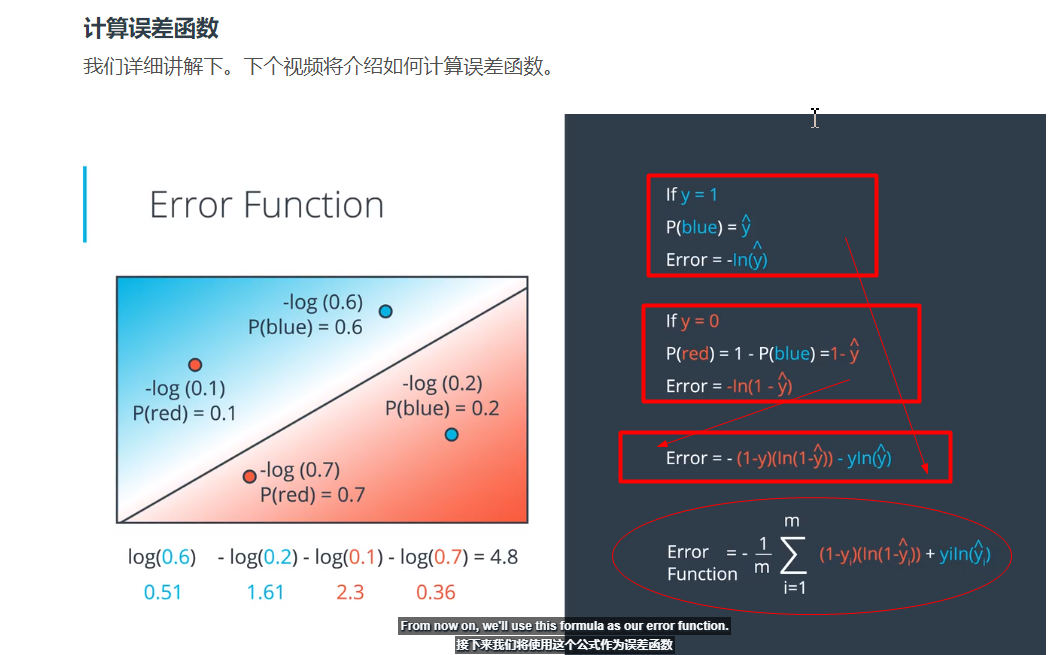 计算误差函数
我们详细讲解下。下个视频将介绍如何计算误差函数。
Error Function
-log (0.6)
P(blue) = 0.6
-log (0.1)
P(red) = 0.1
-log (0.2)
P(blue) = 0.2
-log (0.7)
P(red) = 0.7
log(0.6) - log(0.2) - log(0.1) - log(0.7) = 4.8
0.51 1.61 2.3 0.36
If y = 1
P(blue) = ŷ
Error = -ln(ŷ)
If y = 0
P(red) = 1 - P(blue) =1- ŷ
Error = -ln(1 - ŷ)
Error = - (1-y)(ln(1-ŷ)) - yln(ŷ)
Error Function = - 1/m ∑ i=1 m (1-yᵢ)(ln(1-ŷᵢ)) + yiln(ŷᵢ)
From now on, we'll use this formula as our error function.
接下来我们将使用这个公式作为误差函数